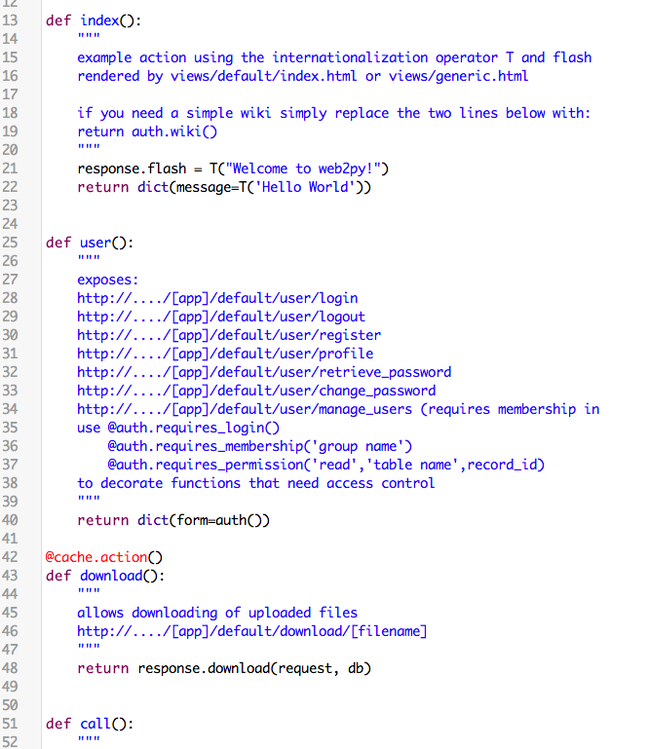 12
13 def index():
14     """
15     example action using the internationalization operator T and flash
16     rendered by views/default/index.html or views/generic.html
17
18     if you need a simple wiki simply replace the two lines below with:
19     return auth.wiki()
20     """
21     response.flash = T("Welcome to web2py!")
22     return dict(message=T('Hello World'))
23
24
25 def user():
26     """
27     exposes:
28     http://..../[app]/default/user/login
29     http://..../[app]/default/user/logout
30     http://..../[app]/default/user/register
31     http://..../[app]/default/user/profile
32     http://..../[app]/default/user/retrieve_password
33     http://..../[app]/default/user/change_password
34     http://..../[app]/default/user/manage_users (requires membership in
35     use @auth.requires_login()
36         @auth.requires_membership('group name')
37         @auth.requires_permission('read','table name',record_id)
38     to decorate functions that need access control
39     """
40     return dict(form=auth())
41
42 @cache.action()
43 def download():
44     """
45     allows downloading of uploaded files
46     http://..../[app]/default/download/[filename]
47     """
48     return response.download(request, db)
49
50
51 def call():
52     """